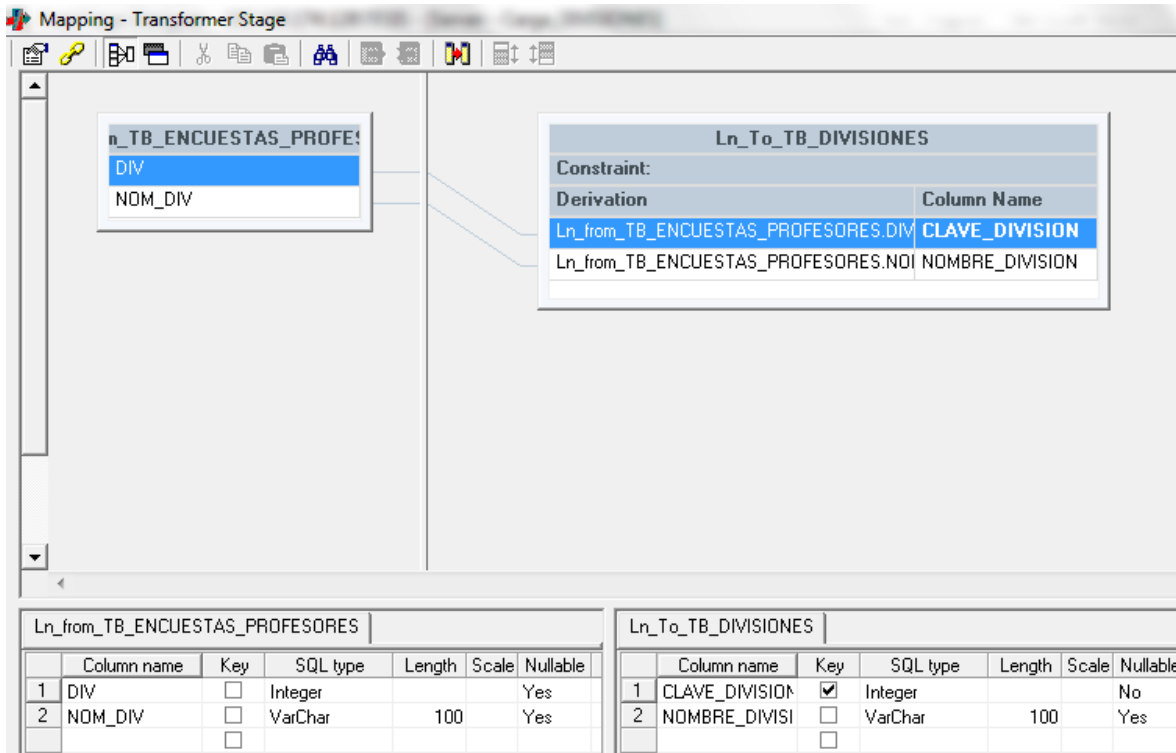 Mapping - Transformer Stage
n_TB_ENCUESTAS_PROFES
DIV
NOM_DIV
Ln_To_TB_DIVISIONES
Constraint:
Derivation Column Name
Ln_from_TB_ENCUESTAS_PROFESORES.DIV CLAVE_DIVISION
Ln_from_TB_ENCUESTAS_PROFESORES.NOI NOMBRE_DIVISION
Ln_from_TB_ENCUESTAS_PROFESORES
Column name Key SQL type Length Scale Nullable
1 DIV Integer Yes
2 NOM_DIV VarChar 100 Yes
Ln_To_TB_DIVISIONES
Column name Key SQL type Length Scale Nullable
1 CLAVE_DIVISION Integer No
2 NOMBRE_DIVISI VarChar 100 Yes